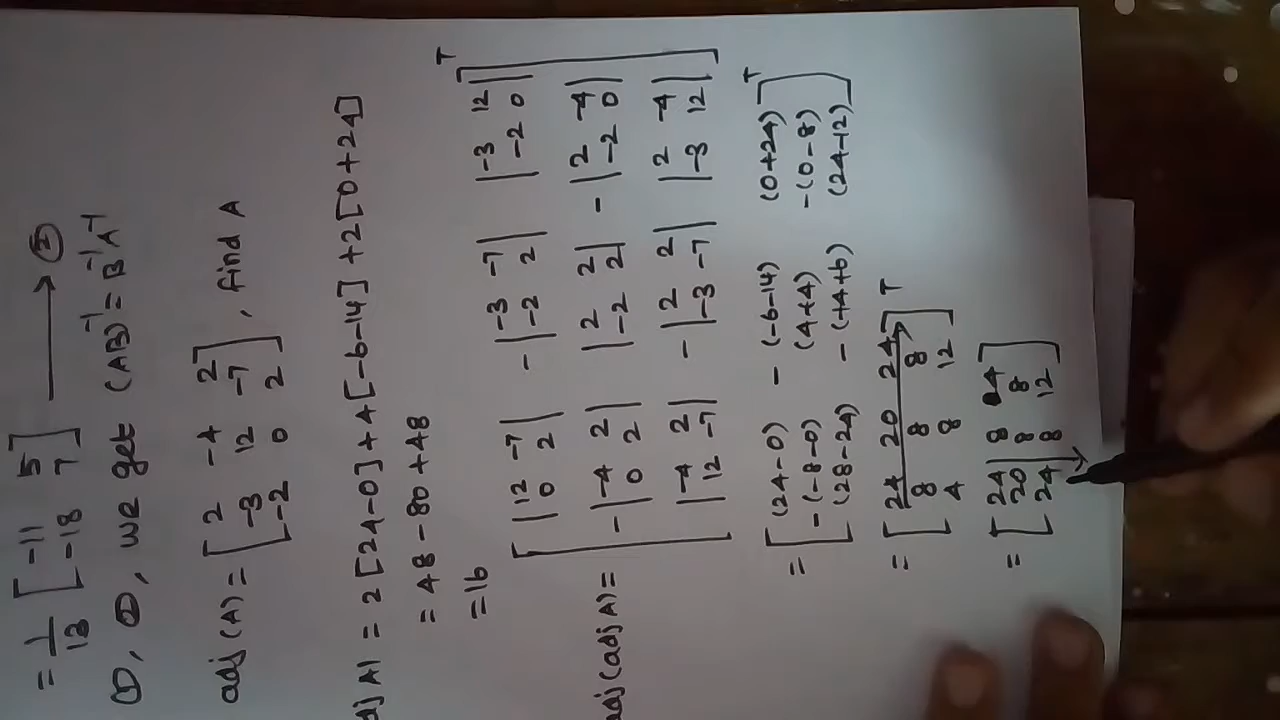 = 1/13 [ -11 5
-18 7 ] ⟶ ②
①, ②, we get (AB)⁻¹ = B⁻¹A⁻¹
adj(A) = [ 2 -4 2
-3 12 -7
-2 0 2 ], find A
dj A| = 2[24-0]+4[-6-14]+2[0+24]
= 48-80+48
=16
adj(adj A) = [ |12 -7 / 0 2| -|-3 -7 / -2 2| |-3 12 / -2 0|
-|-4 2 / 0 2| |2 2 / -2 2| -|2 -4 / -2 0|
|-4 2 / 12 -7| -|2 2 / -3 -7| |2 -4 / -3 12| ]ᵀ
= [ (24-0) -(-6-14) (0+24)
-(-8-0) (4+4) -(0-8)
(28-24) -(-14+6) (24-12) ]ᵀ
= [ 24 20 24
8 8 8
4 8 12 ]ᵀ
= [ 24 8 24
20 8 8
24 8 12 ]